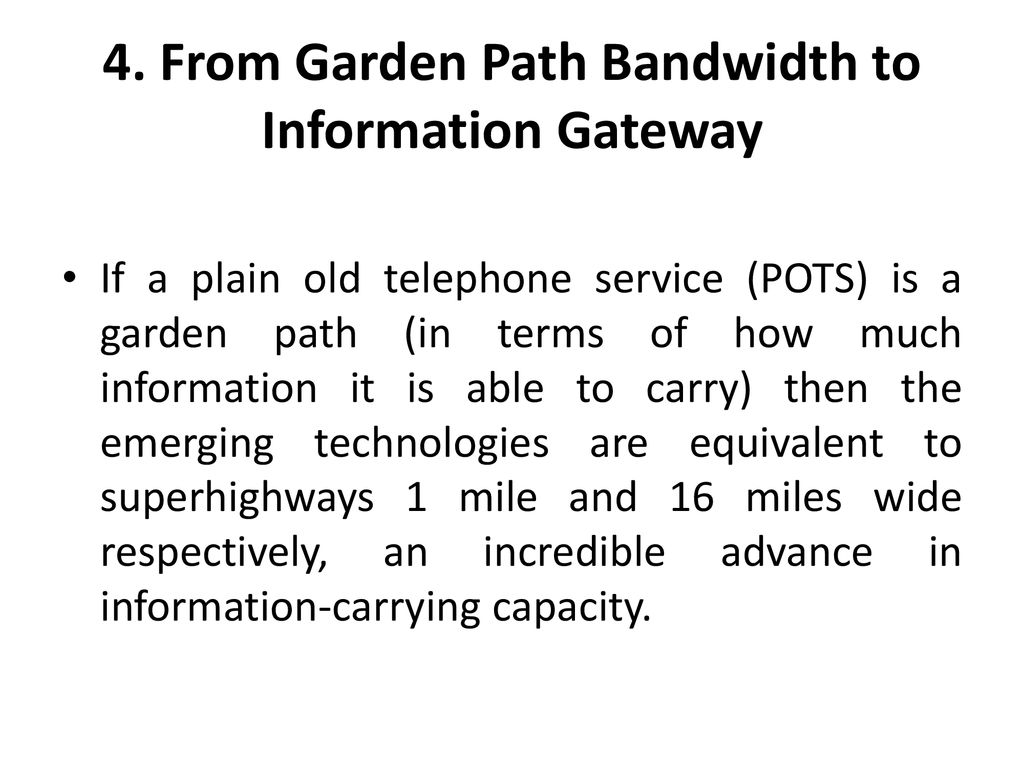 4. From Garden Path Bandwidth to
Information Gateway
• If a plain old telephone service (POTS) is a
garden path (in terms of how much
information it is able to carry) then the
emerging technologies are equivalent to
superhighways 1 mile and 16 miles wide
respectively, an incredible advance in
information-carrying capacity.